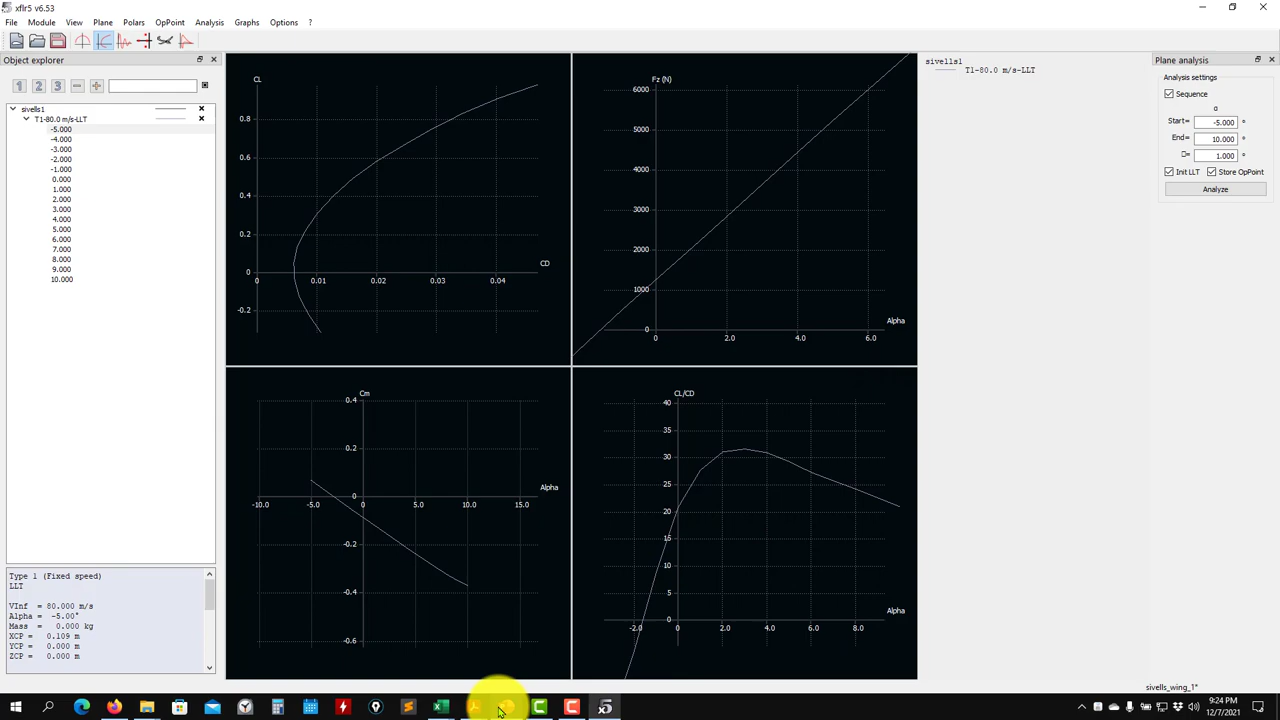 xflr5 v6.53
File Module View Plane Polars OpPoint Analysis Graphs Options ?
Object explorer
1 2 3
sivells1
T1-80.0 m/s-LLT
-5.000
-4.000
-3.000
-2.000
-1.000
0.000
1.000
2.000
3.000
4.000
5.000
6.000
7.000
8.000
9.000
10.000
Type 1 (Fixed speed)
LLT
VInf = 80.000 m/s
Alpha = -5.00°
Mass = 0.000 kg
XCP = 0.109 m
YCP = 0.000 m
ZCP = 0.000 m
CL
0.8
0.6
0.4
0.2
0
-0.2
CD
0 0.01 0.02 0.03 0.04
Fz (N)
6000
5000
4000
3000
2000
1000
0
Alpha
0 2.0 4.0 6.0
Cm
0.4
0.2
0
-0.2
-0.4
-0.6
Alpha
-10.0 -5.0 0 5.0 10.0 15.0
CL/CD
40
35
30
25
20
15
10
5
0
Alpha
-2.0 0 2.0 4.0 6.0 8.0
sivells1
T1-80.0 m/s-LLT
Plane analysis
Analysis settings
Sequence
α
Start= -5.000 °
End= 10.000 °
1.000 °
Init LLT Store OpPoint
Analyze
sivells_wing_1*
9:24 PM
12/7/2021